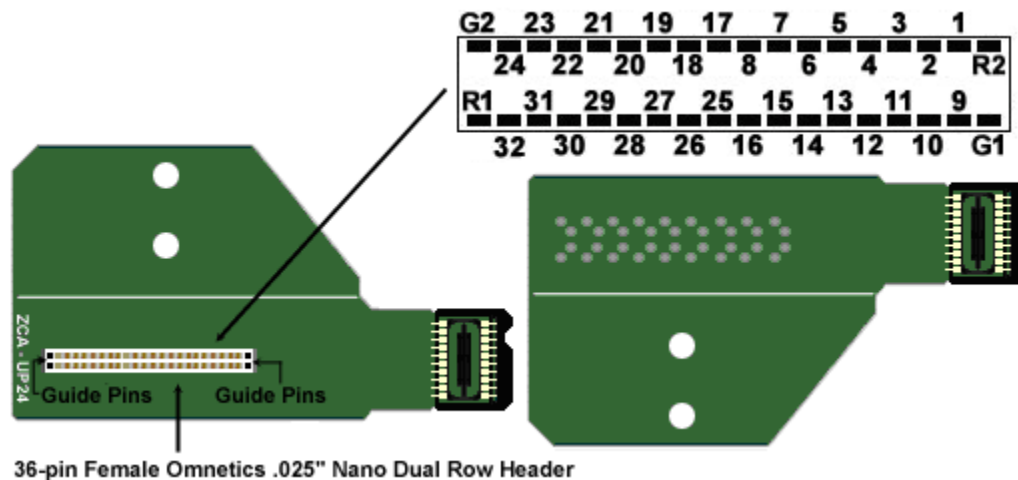 G2 23 21 19 17 7 5 3 1
24 22 20 18 8 6 4 2 R2
R1 31 29 27 25 15 13 11 9
32 30 28 26 16 14 12 10 G1
ZCA - UP24
Guide Pins Guide Pins
36-pin Female Omnetics .025" Nano Dual Row Header